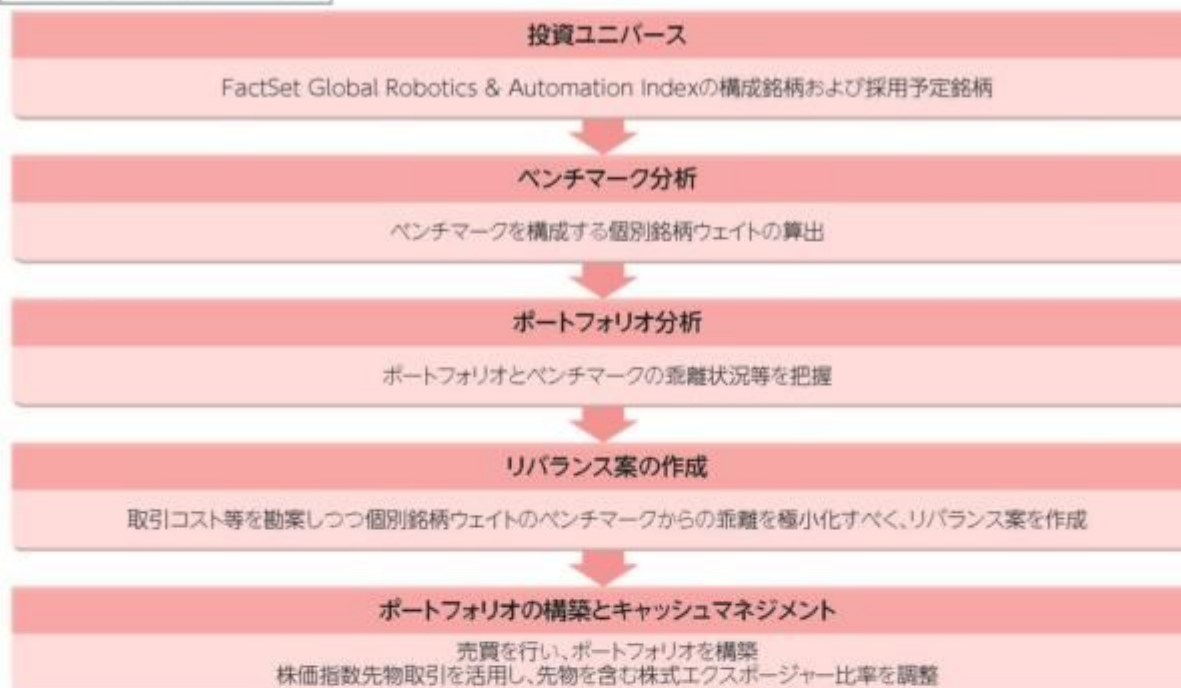 投資ユニバース
FactSet Global Robotics & Automation Indexの構成銘柄および採用予定銘柄
ベンチマーク分析
ベンチマークを構成する個別銘柄ウェイトの算出
ポートフォリオ分析
ポートフォリオとベンチマークの乖離状況等を把握
リバランス案の作成
取引コスト等を勘案しつつ個別銘柄ウェイトのベンチマークからの乖離を極小化すべく、リバランス案を作成
ポートフォリオの構築とキャッシュマネジメント
売買を行い、ポートフォリオを構築
株価指数先物取引を活用し、先物を含む株式エクスポージャー比率を調整